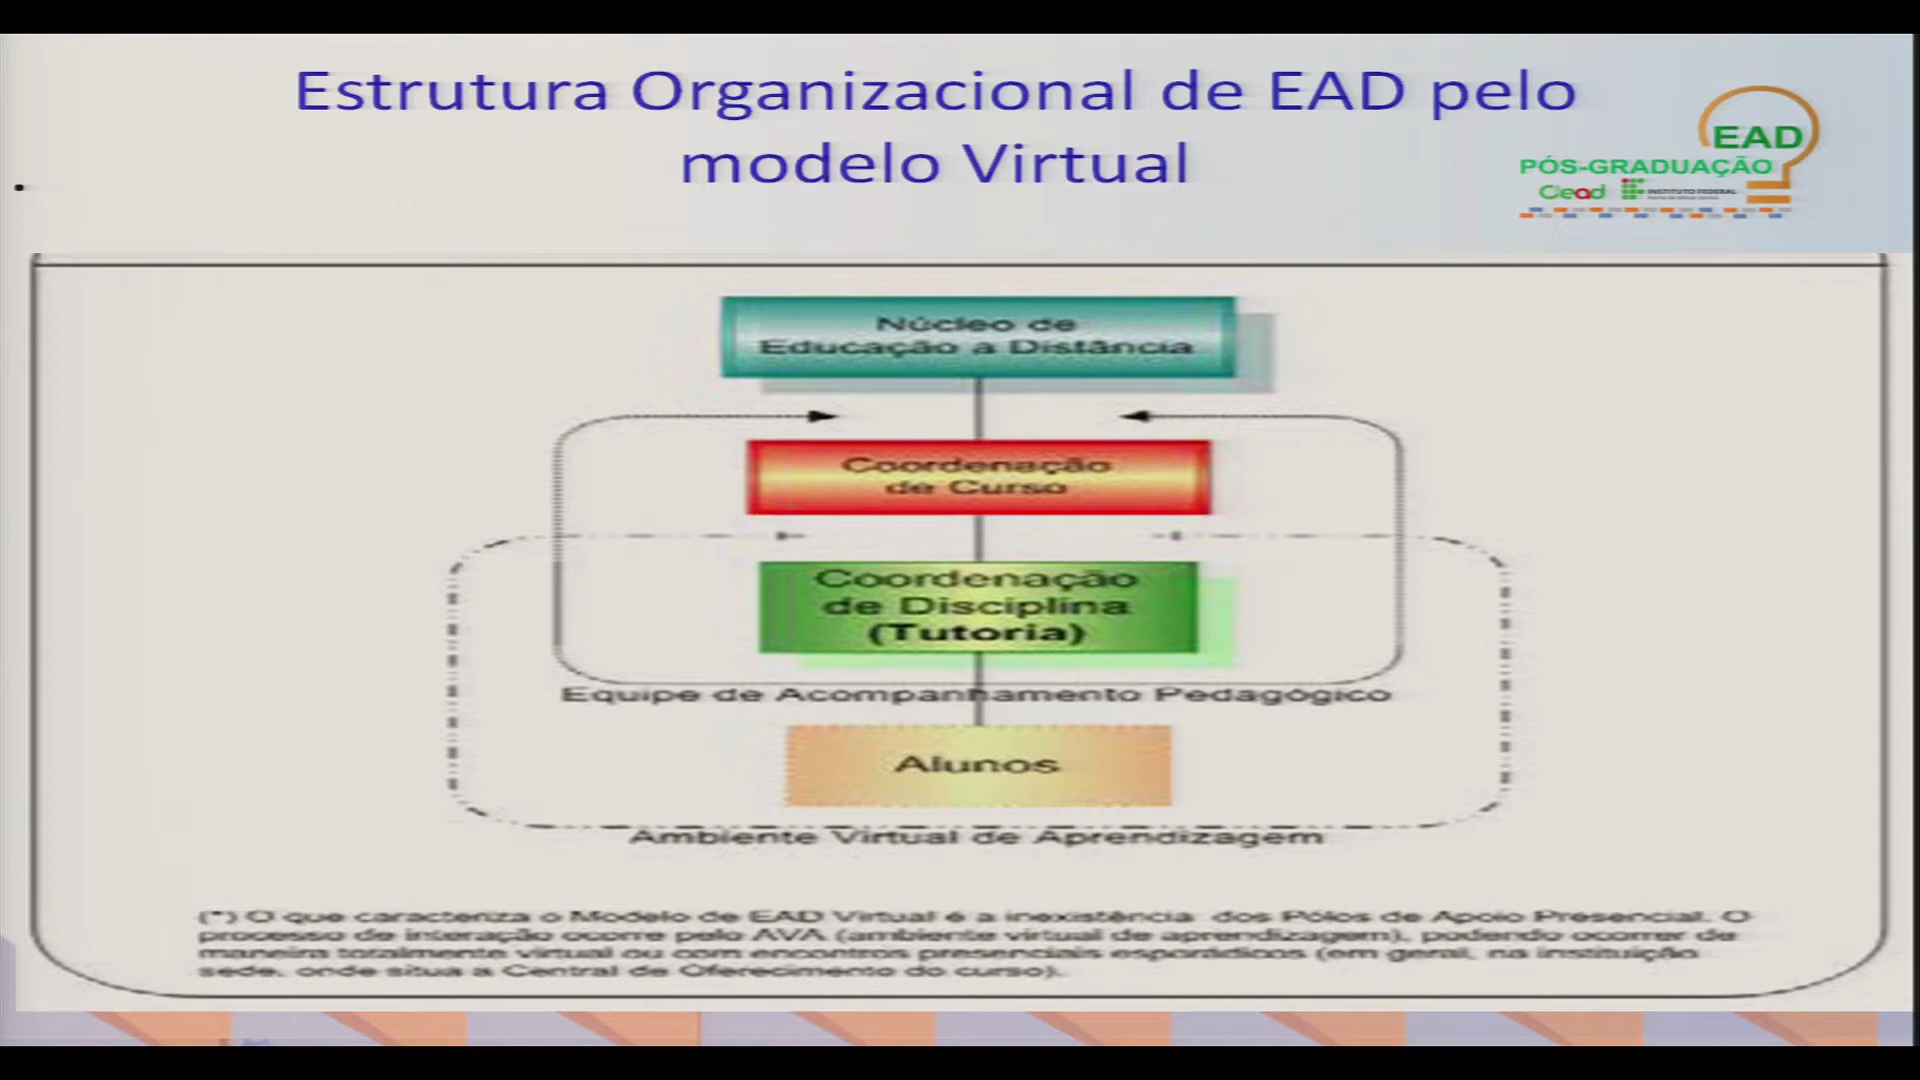 Estrutura Organizacional de EAD pelo
modelo Virtual
EAD
PÓS-GRADUAÇÃO
Cead INSTITUTO FEDERAL
Núcleo de
Educação a Distância
Coordenação
de Curso
Coordenação
de Disciplina
(Tutoria)
Equipe de Acompanhamento Pedagógico
Alunos
Ambiente Virtual de Aprendizagem
(*) O que caracteriza o Modelo de EAD Virtual é a inexistência dos Pólos de Apoio Presencial. O
processo de interação ocorre pelo AVA (ambiente virtual de aprendizagem), podendo ocorrer de
maneira totalmente virtual ou com encontros presenciais esporádicos (em geral, na instituição
sede, onde situa a Central de Oferecimento do curso).